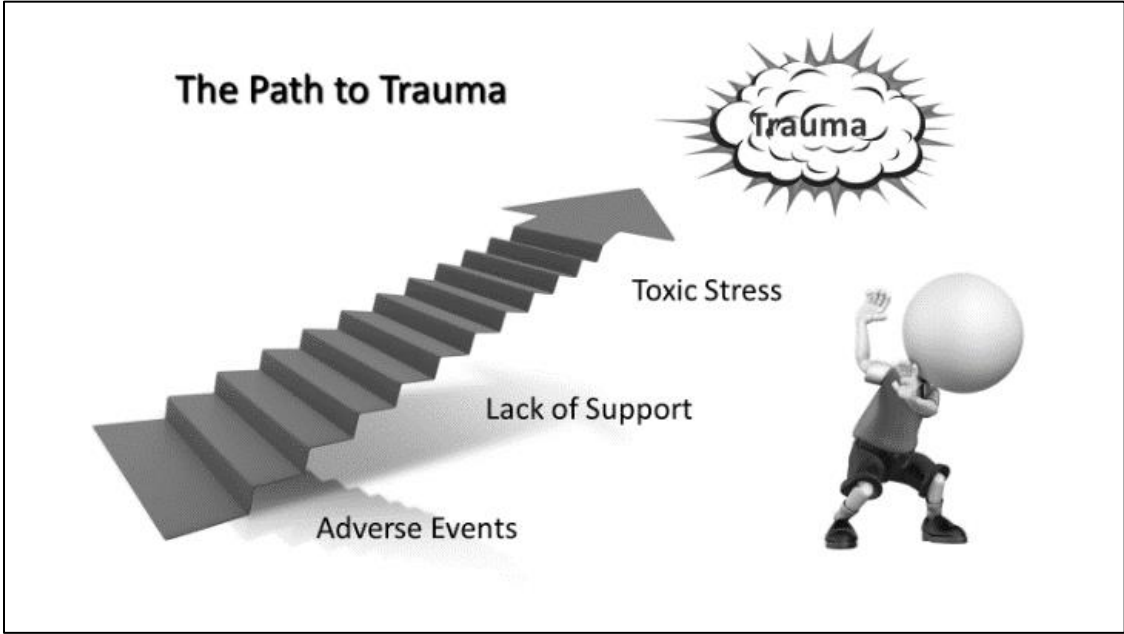 The Path to Trauma
Trauma
Toxic Stress
Lack of Support
Adverse Events